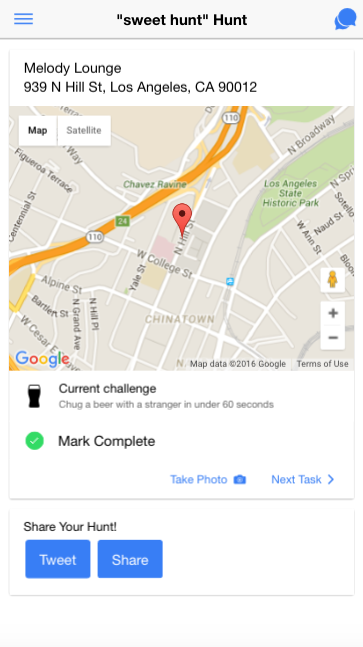 "sweet hunt" Hunt
Melody Lounge
939 N Hill St, Los Angeles, CA 90012
Map Satellite
110
N Broadway
Figueroa Terrace
Chavez Ravine
Los Angeles
State
Historic Park
Centennial St
24
N Hill St
Naud St
W Ann St
110
W College St
Yale St
Alpine St
Bartlett St
N Hill Pl
N Grand Ave
CHINATOWN
W Cesar E
+
−
Google
Map data ©2016 Google Terms of Use
Current challenge
Chug a beer with a stranger in under 60 seconds
Mark Complete
Take Photo Next Task
Share Your Hunt!
Tweet Share